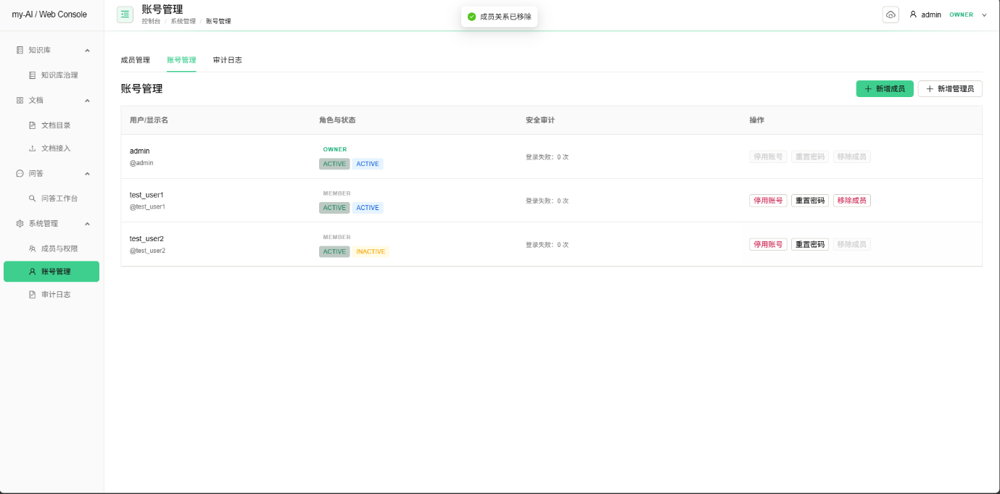 my-AI / Web Console
知识库
知识库治理
文档
文档目录
文档接入
问答
问答工作台
系统管理
成员与权限
账号管理
审计日志
账号管理
控制台 / 系统管理 / 账号管理
成员关系已移除
admin OWNER
成员管理 账号管理 审计日志
账号管理
新增成员 新增管理员
用户/显示名 角色与状态 安全审计 操作
admin
@admin
OWNER
ACTIVE ACTIVE
登录失败: 0 次
停用账号 重置密码 移除成员
test_user1
@test_user1
MEMBER
ACTIVE ACTIVE
登录失败: 0 次
停用账号 重置密码 移除成员
test_user2
@test_user2
MEMBER
ACTIVE INACTIVE
登录失败: 0 次
停用账号 重置密码 移除成员